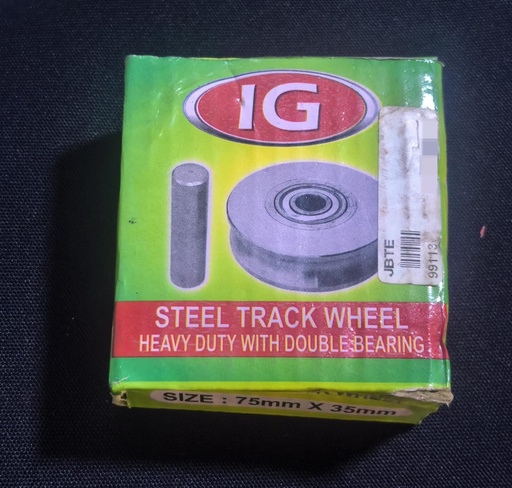 IG
JBTE
99113
STEEL TRACK WHEEL
HEAVY DUTY WITH DOUBLE BEARING
SIZE : 75mm X 35mm